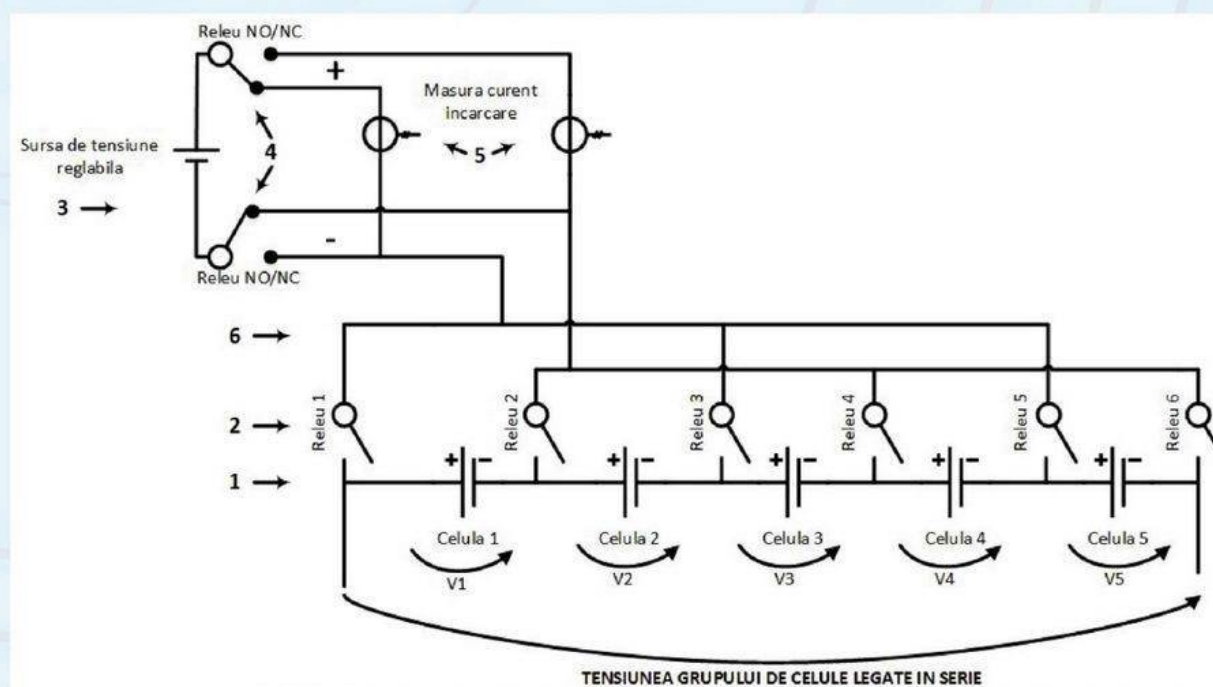 Releu NO/NC
+
Masura curent
incarcare
Sursa de tensiune
reglabila
4
5
3
-
Releu NO/NC
6
Releu 1
Releu 2
Releu 3
Releu 4
Releu 5
Releu 6
2
1
+ -
+ -
+ -
+ -
+ -
Celula 1
Celula 2
Celula 3
Celula 4
Celula 5
V1
V2
V3
V4
V5
TENSIUNEA GRUPULUI DE CELULE LEGATE IN SERIE